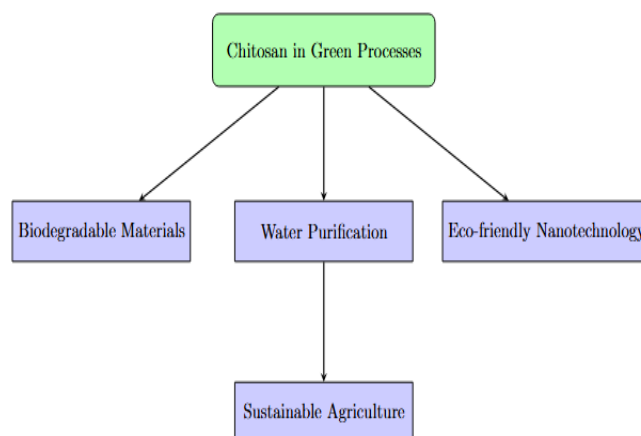 Chitosan in Green Processes
Biodegradable Materials
Water Purification
Eco-friendly Nanotechnology
Sustainable Agriculture